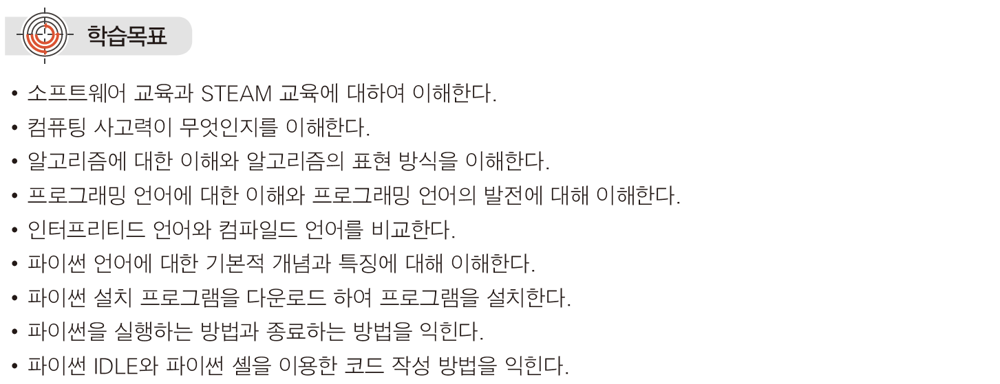 학습목표
• 소프트웨어 교육과 STEAM 교육에 대하여 이해한다.
• 컴퓨팅 사고력이 무엇인지를 이해한다.
• 알고리즘에 대한 이해와 알고리즘의 표현 방식을 이해한다.
• 프로그래밍 언어에 대한 이해와 프로그래밍 언어의 발전에 대해 이해한다.
• 인터프리티드 언어와 컴파일드 언어를 비교한다.
• 파이썬 언어에 대한 기본적 개념과 특징에 대해 이해한다.
• 파이썬 설치 프로그램을 다운로드 하여 프로그램을 설치한다.
• 파이썬을 실행하는 방법과 종료하는 방법을 익힌다.
• 파이썬 IDLE와 파이썬 셸을 이용한 코드 작성 방법을 익힌다.